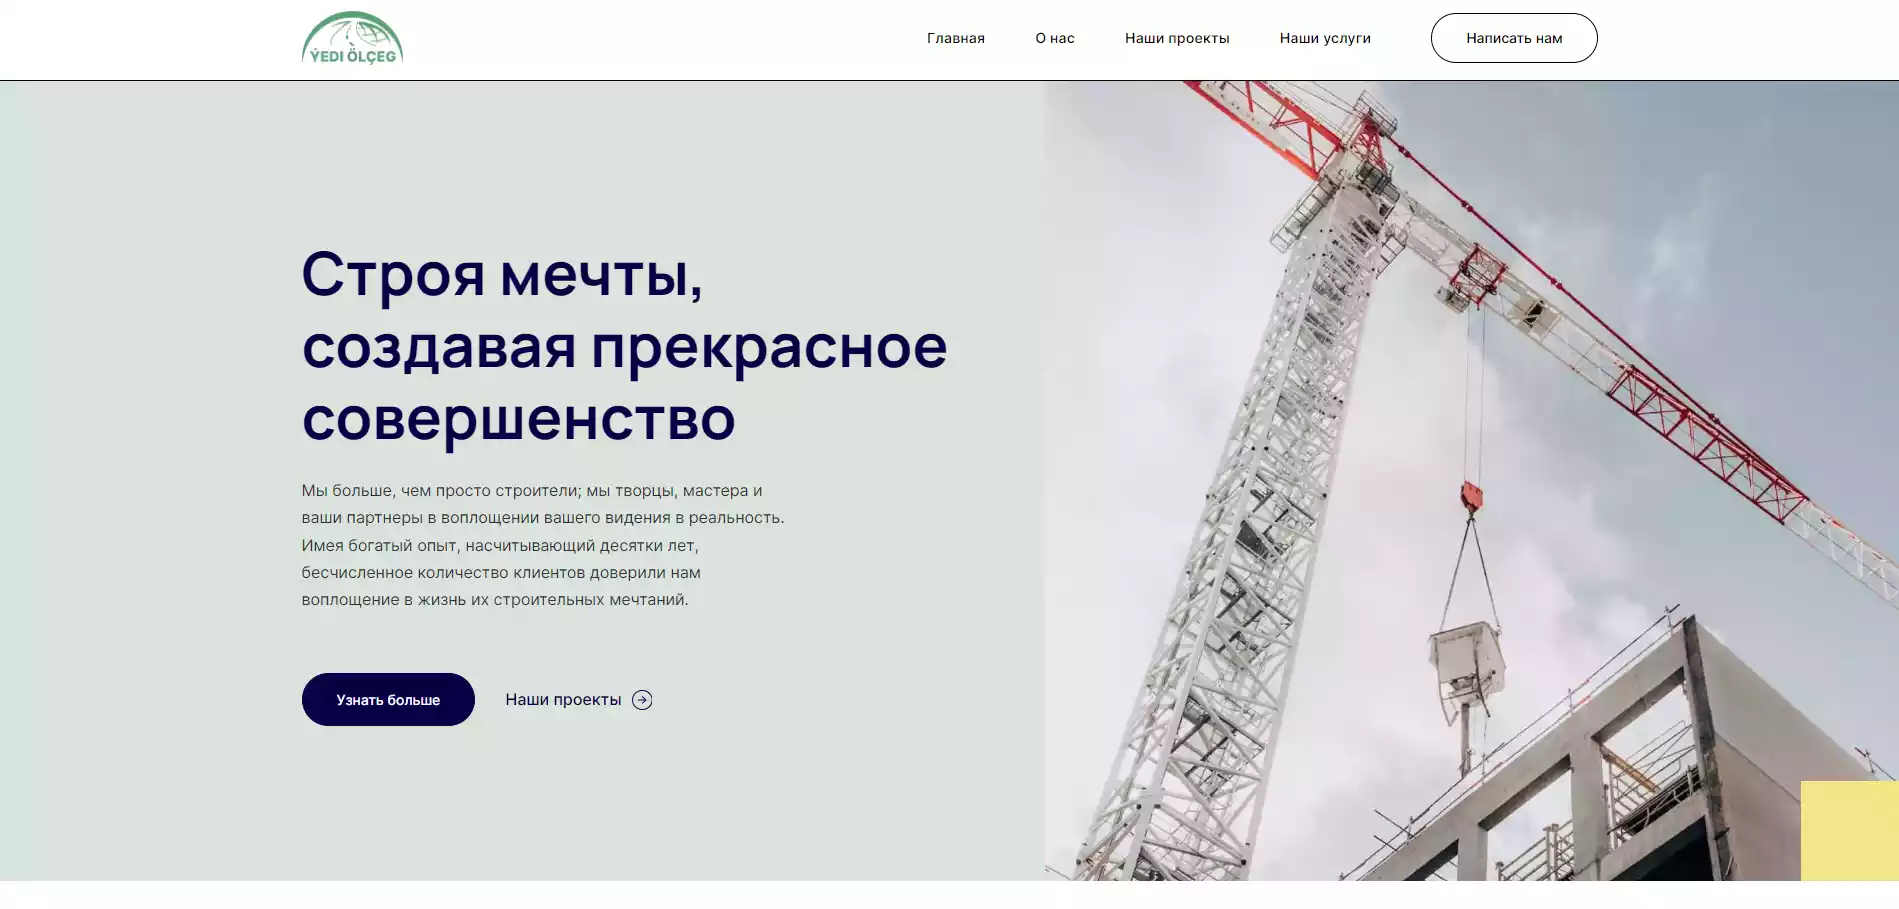 ÝEDI ÖLÇEG
Главная
О нас
Наши проекты
Наши услуги
Написать нам
Строя мечты,
создавая прекрасное
совершенство
Мы больше, чем просто строители; мы творцы, мастера и
ваши партнеры в воплощении вашего видения в реальность.
Имея богатый опыт, насчитывающий десятки лет,
бесчисленное количество клиентов доверили нам
воплощение в жизнь их строительных мечтаний.
Узнать больше
Наши проекты